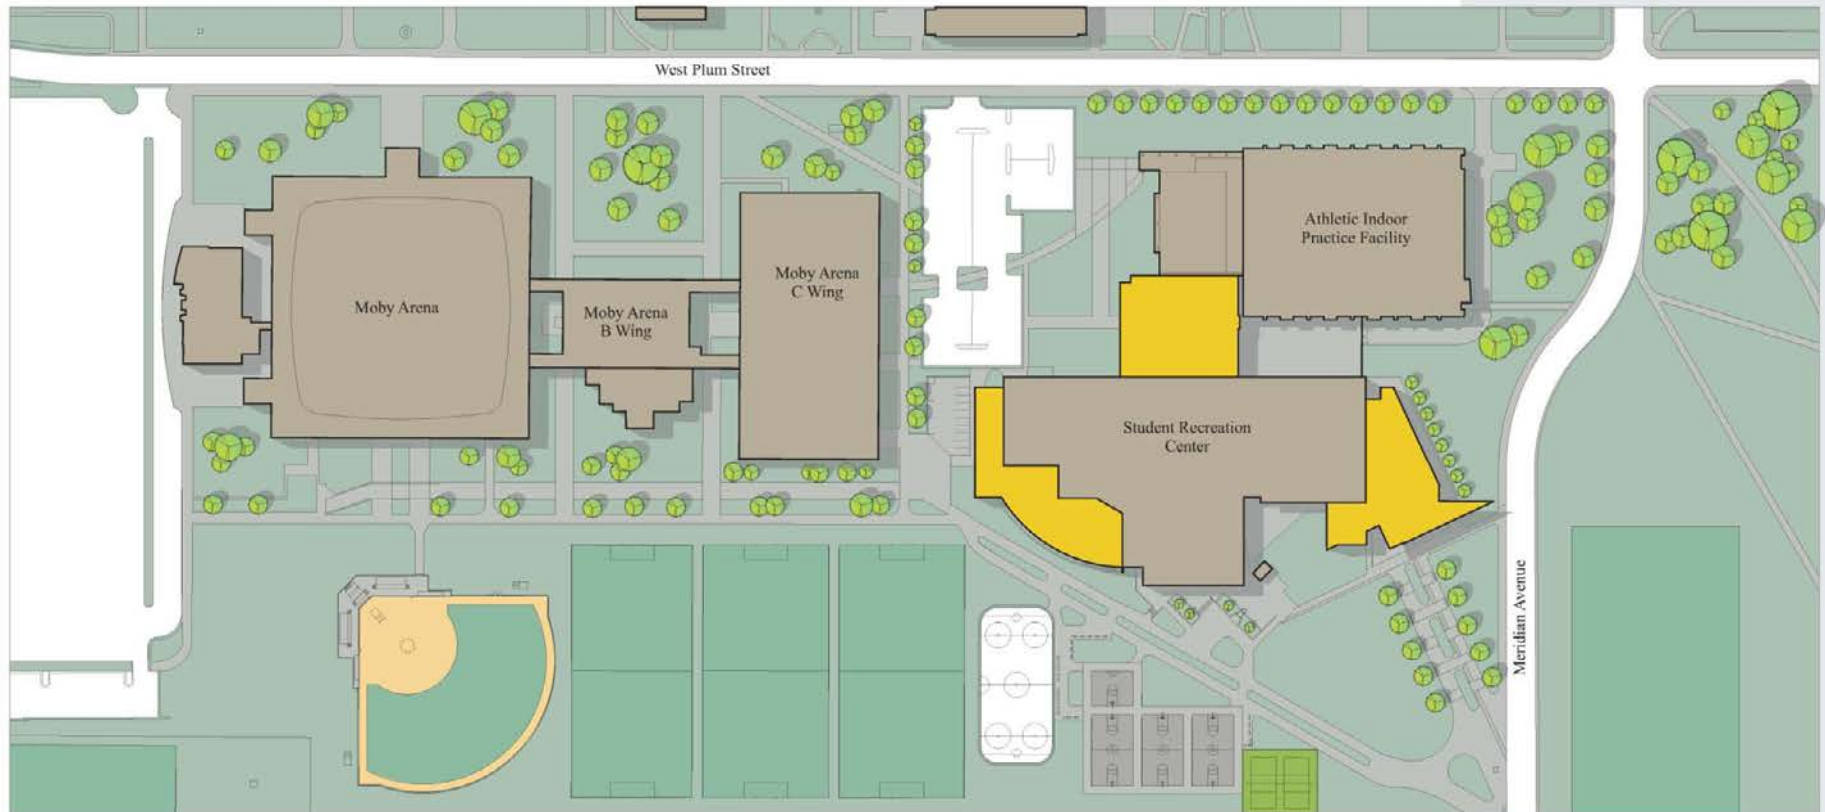 West Plum Street
Athletic Indoor
Practice Facility
Moby Arena
Moby Arena
B Wing
Moby Arena
C Wing
Student Recreation
Center
Meridian Avenue